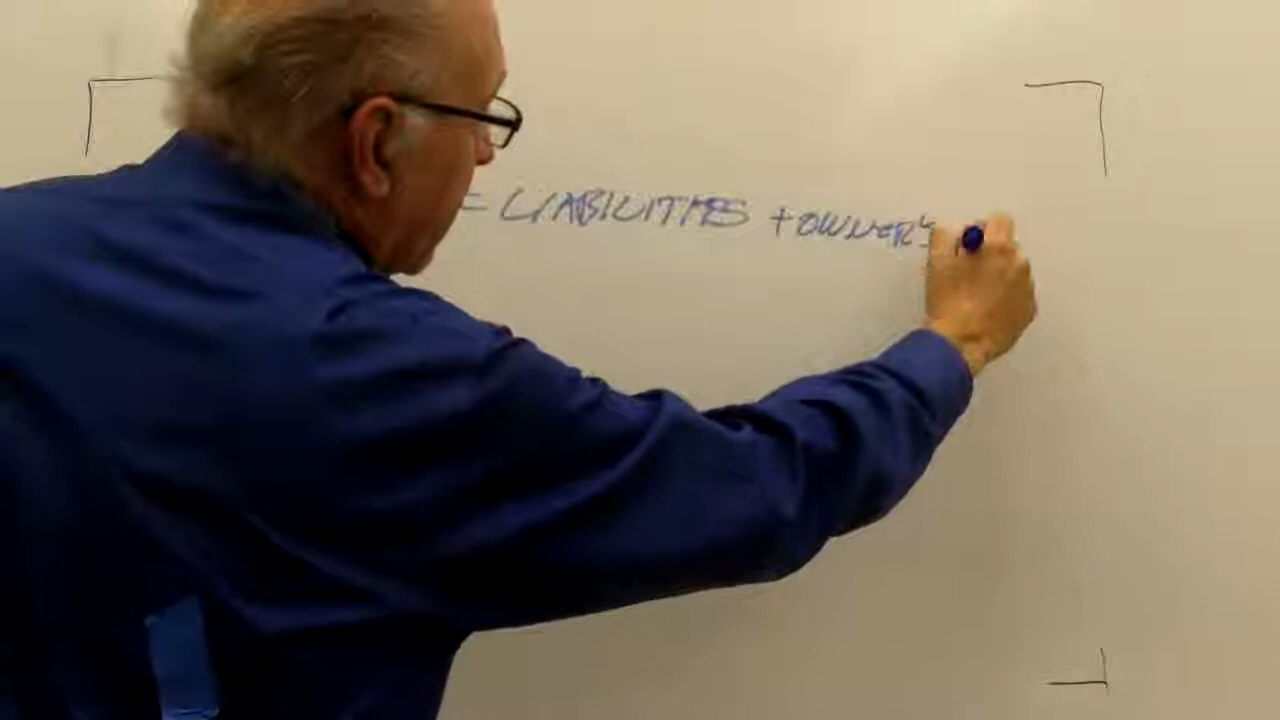 = LIABILITIES + OWNER'S